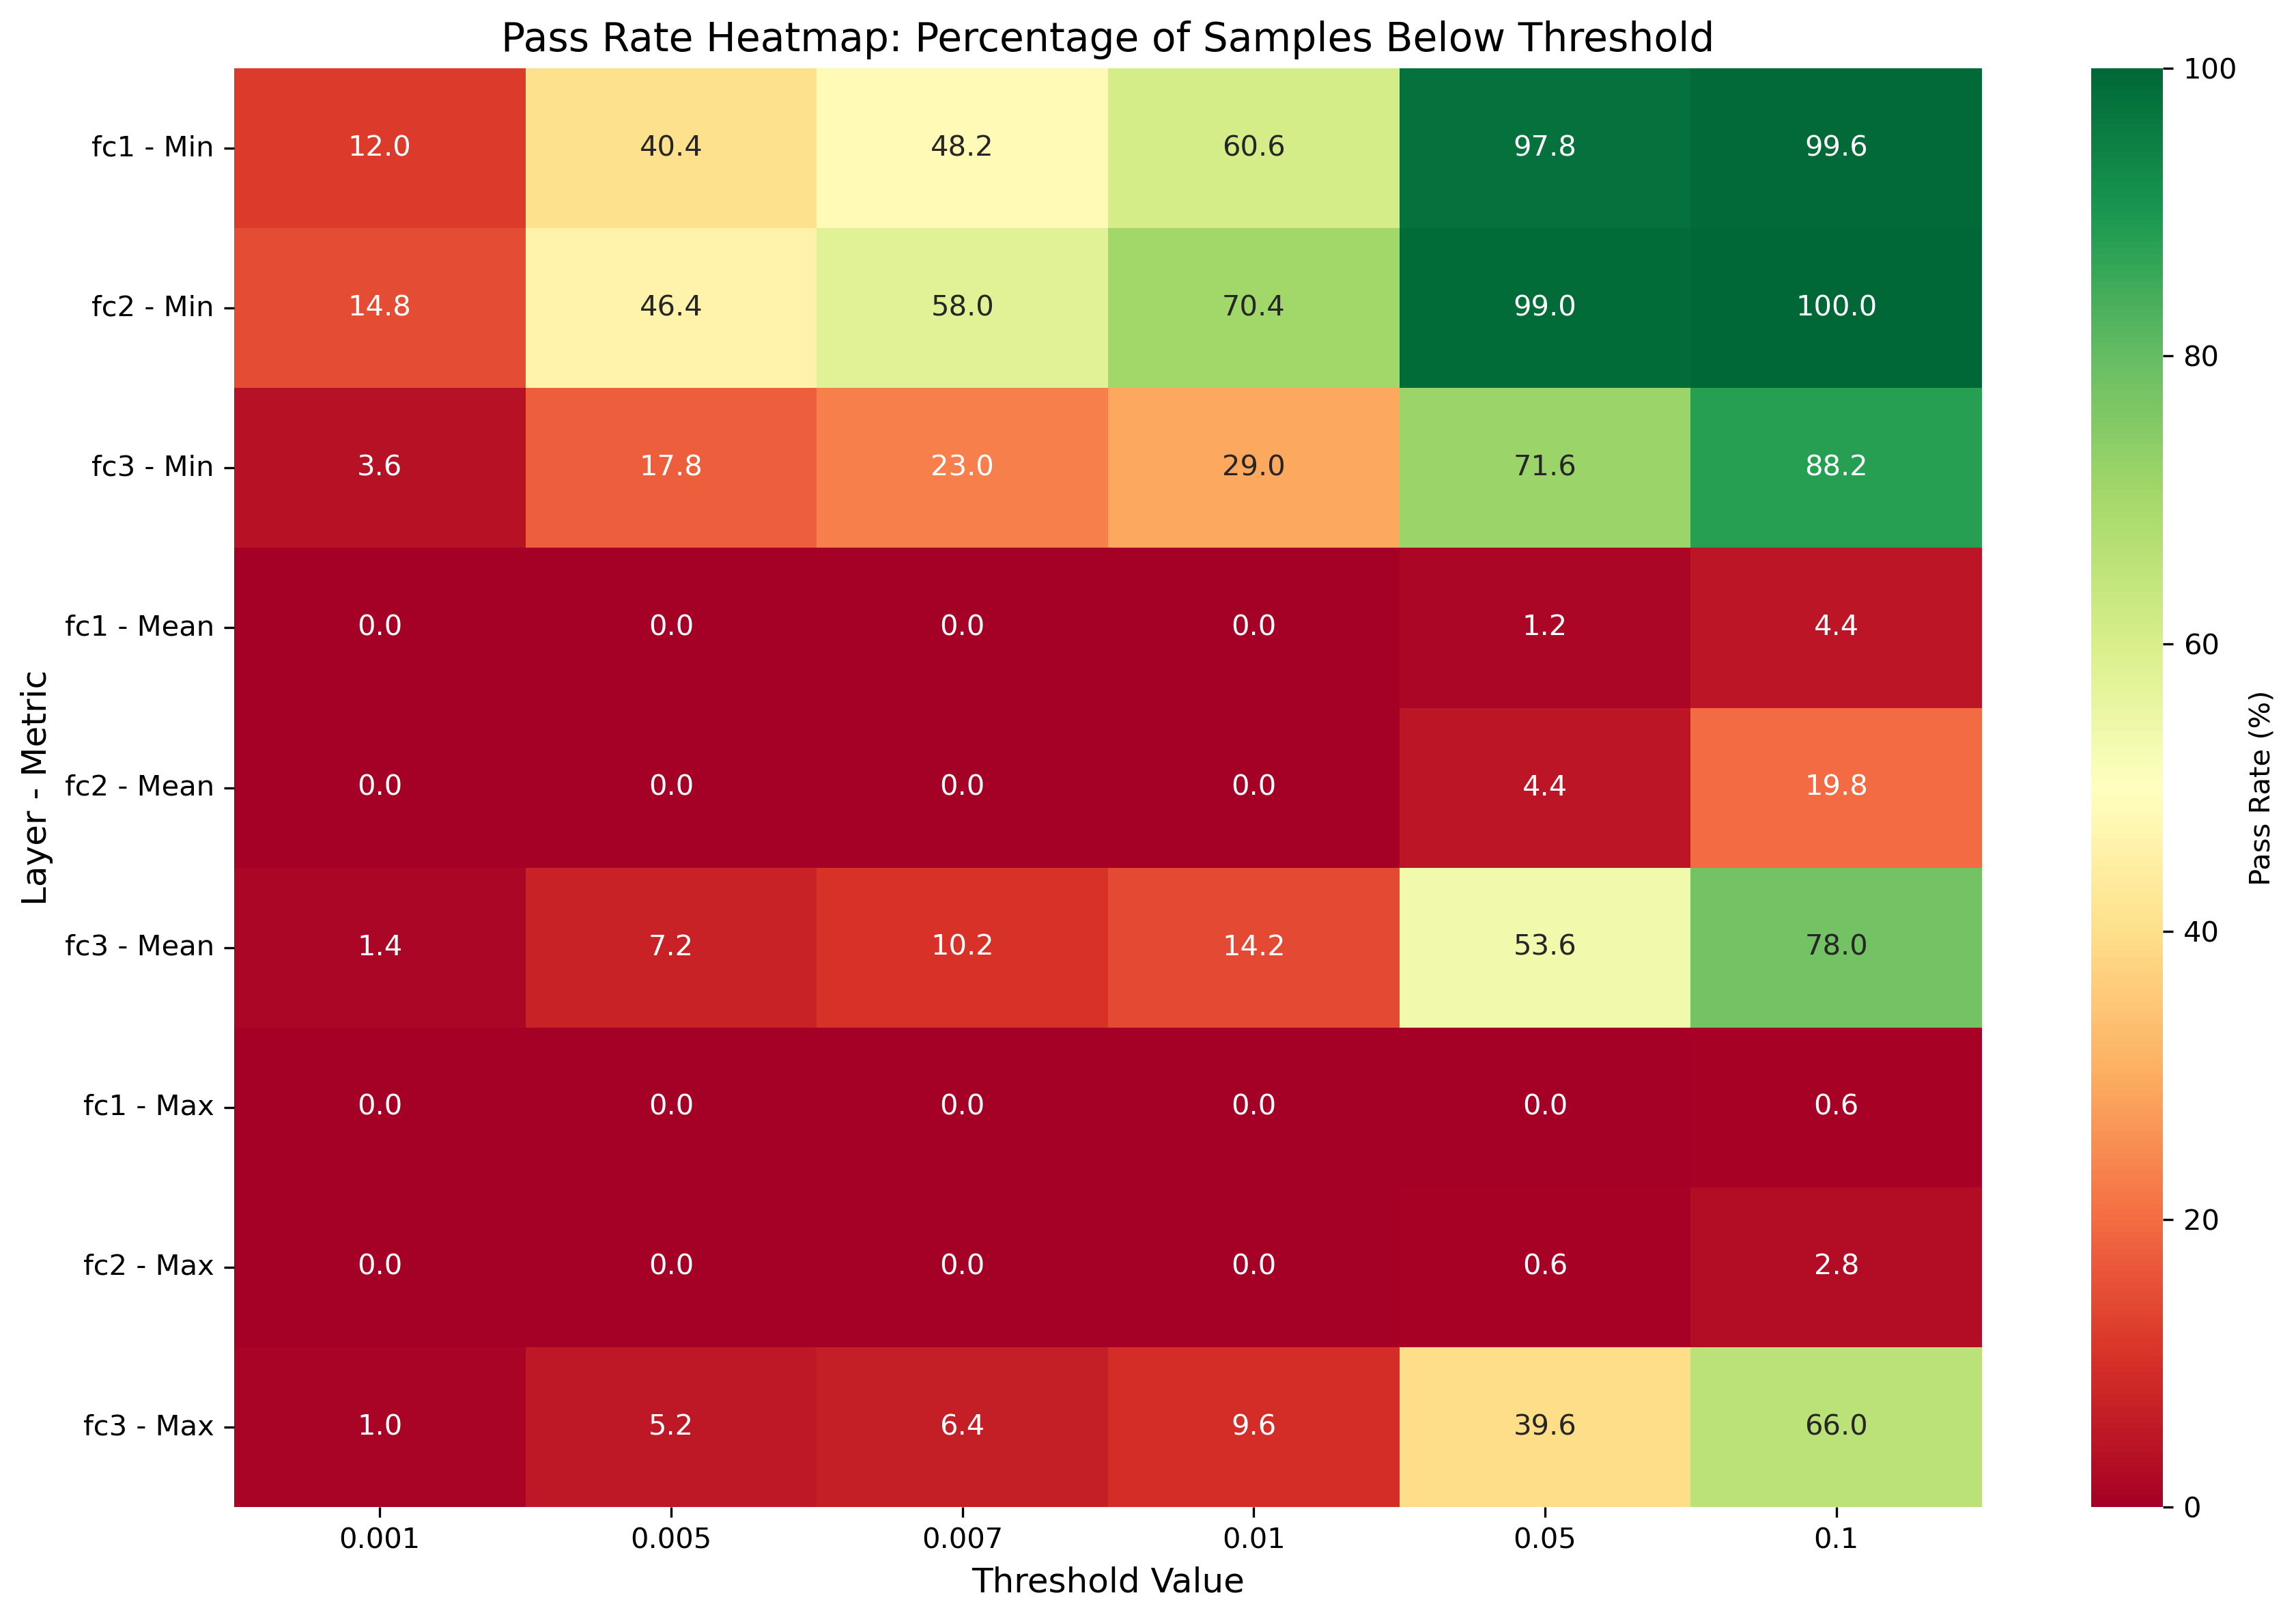 Pass Rate Heatmap: Percentage of Samples Below Threshold
fc1 - Min 12.0 40.4 48.2 60.6 97.8 99.6
fc2 - Min 14.8 46.4 58.0 70.4 99.0 100.0
fc3 - Min 3.6 17.8 23.0 29.0 71.6 88.2
fc1 - Mean 0.0 0.0 0.0 0.0 1.2 4.4
fc2 - Mean 0.0 0.0 0.0 0.0 4.4 19.8
fc3 - Mean 1.4 7.2 10.2 14.2 53.6 78.0
fc1 - Max 0.0 0.0 0.0 0.0 0.0 0.6
fc2 - Max 0.0 0.0 0.0 0.0 0.6 2.8
fc3 - Max 1.0 5.2 6.4 9.6 39.6 66.0
0.001 0.005 0.007 0.01 0.05 0.1
Threshold Value
Layer - Metric
100
80
60
40
20
0
Pass Rate (%)